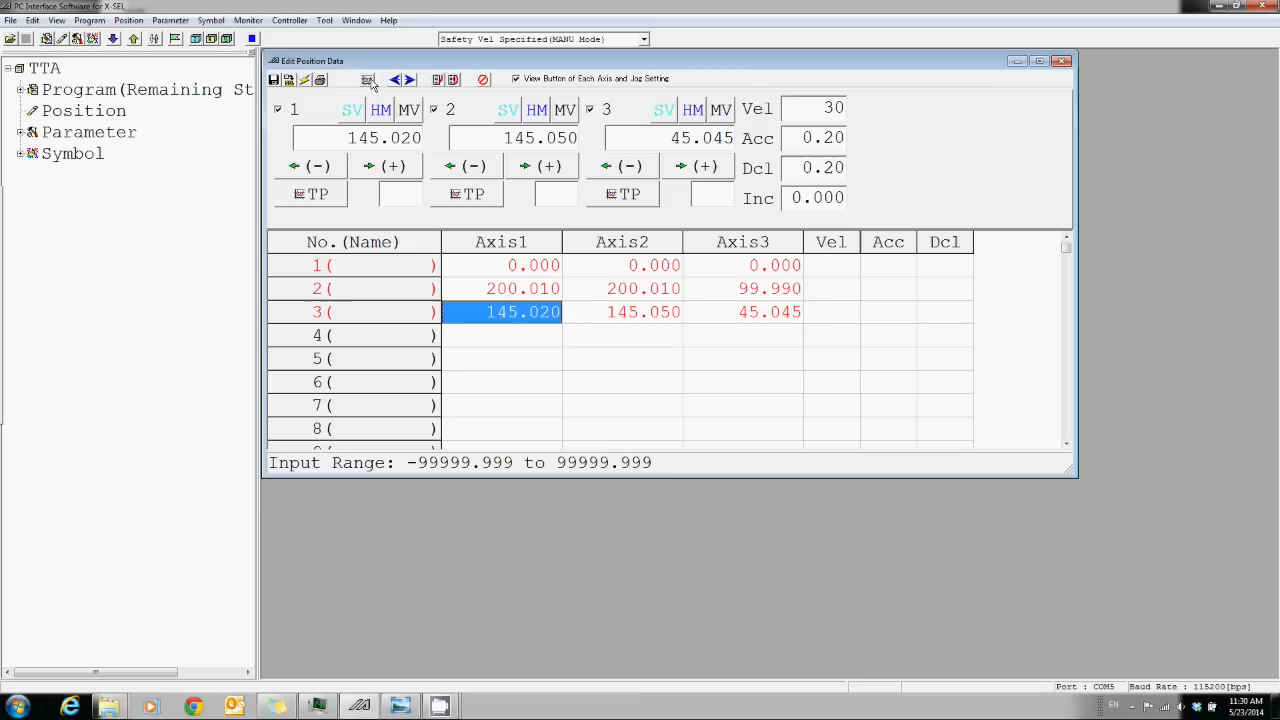 PC Interface Software for X-SEL
File Edit View Program Position Parameter Symbol Monitor Controller Tool Window Help
Safety Vel Specified(MANU Mode)
TTA
Program(Remaining St
Position
Parameter
Symbol
Edit Position Data
View Button of Each Axis and Jog Setting
1 SV HM MV 2 SV HM MV 3 SV HM MV Vel 30
145.020 145.050 45.045 Acc 0.20
(-) (+) (-) (+) (-) (+) Dcl 0.20
TP TP TP Inc 0.000
No.(Name) Axis1 Axis2 Axis3 Vel Acc Dcl
1( ) 0.000 0.000 0.000
2( ) 200.010 200.010 99.990
3( ) 145.020 145.050 45.045
4( )
5( )
6( )
7( )
8( )
Input Range: -99999.999 to 99999.999
Port : COM5 Baud Rate : 115200[bps]
EN 11:30 AM
5/23/2014